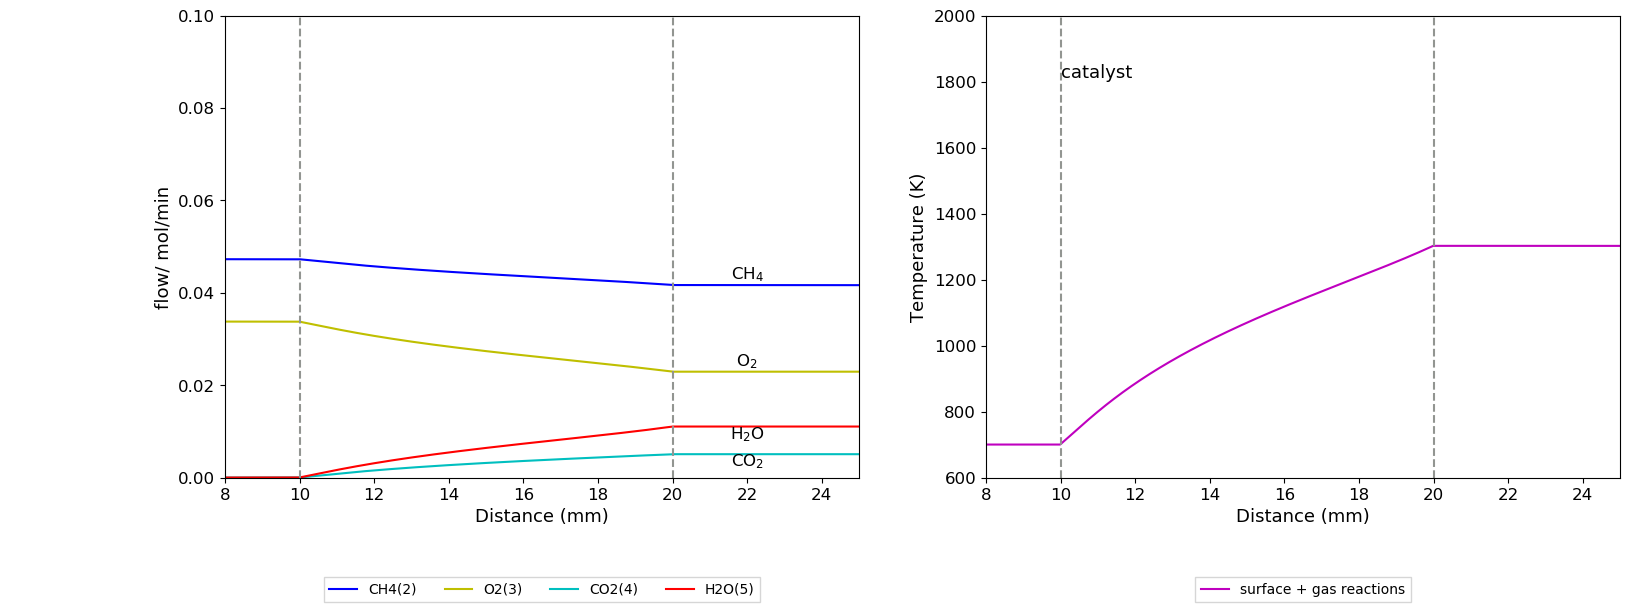 0.10
0.08
0.06
0.04
0.02
0.00
flow/ mol/min
CH₄
O₂
H₂O
CO₂
8 10 12 14 16 18 20 22 24
Distance (mm)
CH4(2) O2(3) CO2(4) H2O(5)
2000
1800
1600
1400
1200
1000
800
600
Temperature (K)
catalyst
8 10 12 14 16 18 20 22 24
Distance (mm)
surface + gas reactions